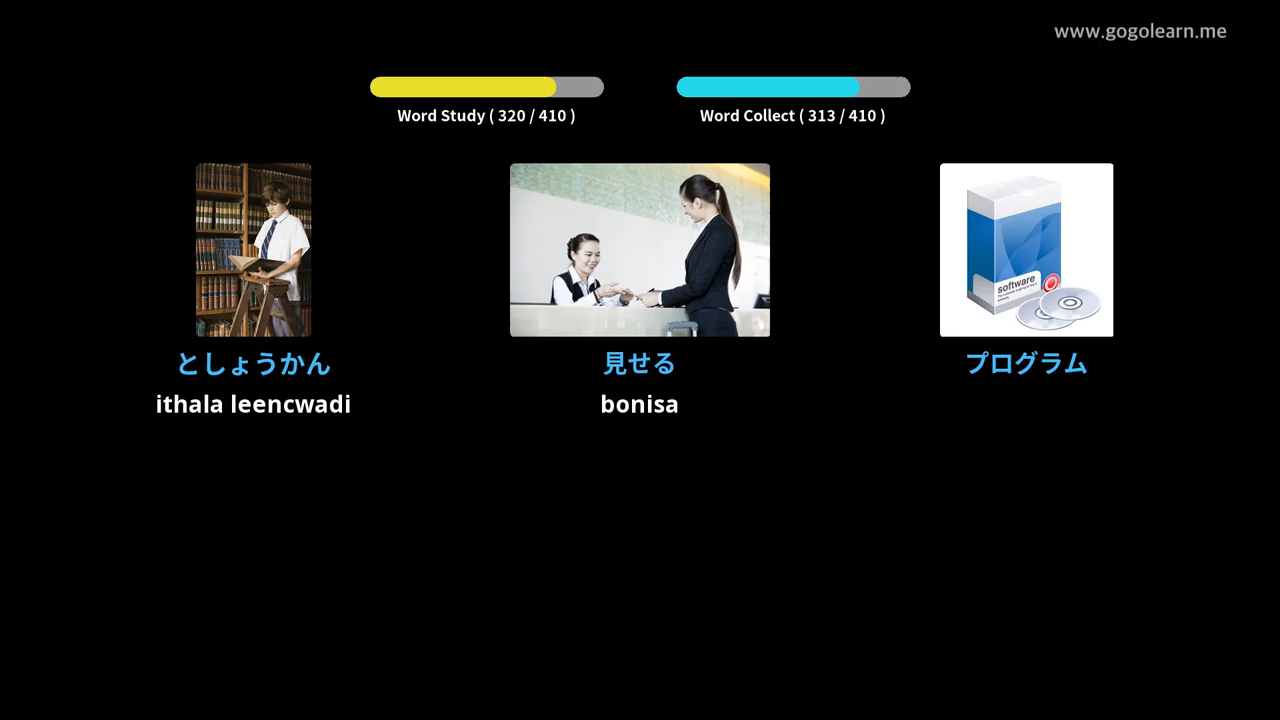 www.gogolearn.me
Word Study ( 320 / 410 )
Word Collect ( 313 / 410 )
software
としょうかん
見せる
プログラム
ithala leencwadi
bonisa